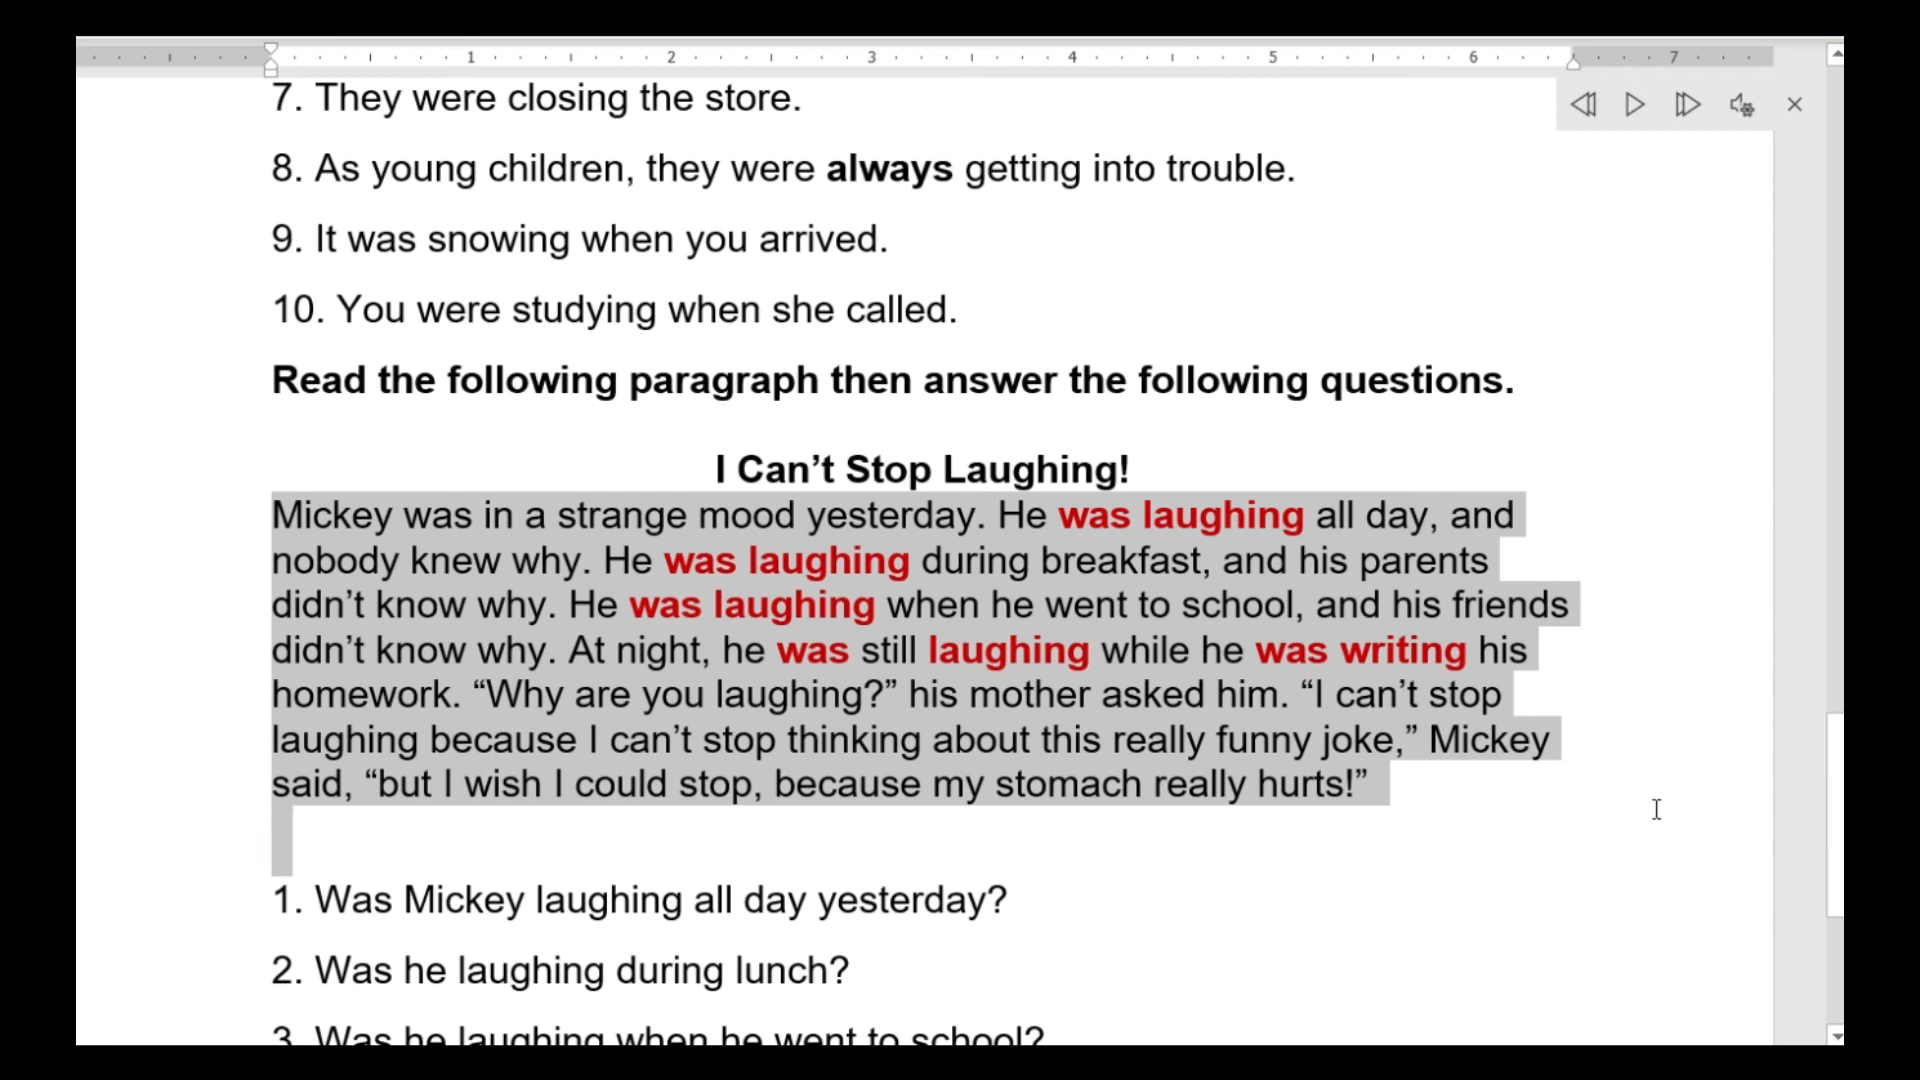 1 2 3 4 5 6 7
7. They were closing the store.
8. As young children, they were always getting into trouble.
9. It was snowing when you arrived.
10. You were studying when she called.
Read the following paragraph then answer the following questions.
I Can’t Stop Laughing!
Mickey was in a strange mood yesterday. He was laughing all day, and
nobody knew why. He was laughing during breakfast, and his parents
didn’t know why. He was laughing when he went to school, and his friends
didn’t know why. At night, he was still laughing while he was writing his
homework. “Why are you laughing?” his mother asked him. “I can’t stop
laughing because I can’t stop thinking about this really funny joke,” Mickey
said, “but I wish I could stop, because my stomach really hurts!”
1. Was Mickey laughing all day yesterday?
2. Was he laughing during lunch?
3. Was he laughing when he went to school?